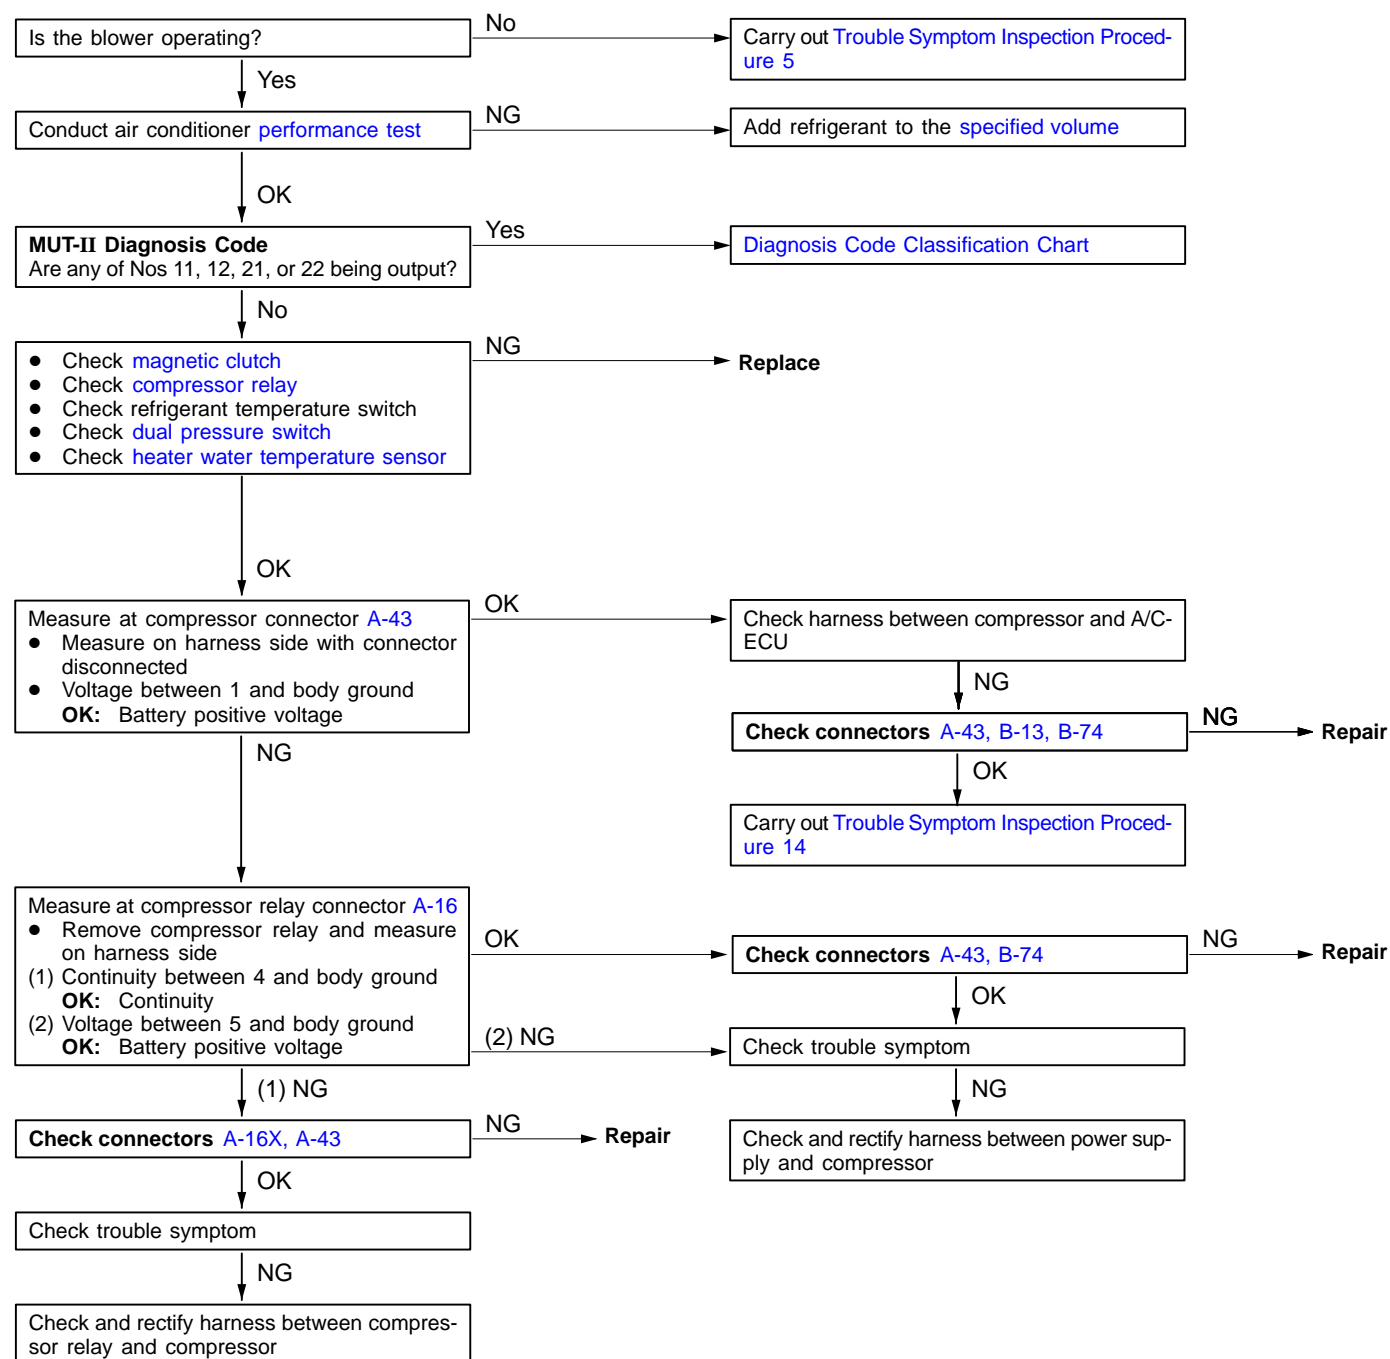 Is the blower operating?
No
Carry out Trouble Symptom Inspection Proced-
ure 5
Yes
Conduct air conditioner performance test
NG
Add refrigerant to the specified volume
OK
MUT-II Diagnosis Code
Are any of Nos 11, 12, 21, or 22 being output?
Yes
Diagnosis Code Classification Chart
No
● Check magnetic clutch
● Check compressor relay
● Check refrigerant temperature switch
● Check dual pressure switch
● Check heater water temperature sensor
NG
Replace
OK
Measure at compressor connector A-43
● Measure on harness side with connector
disconnected
● Voltage between 1 and body ground
OK: Battery positive voltage
OK
Check harness between compressor and A/C-
ECU
NG
Check connectors A-43, B-13, B-74
NG
Repair
OK
Carry out Trouble Symptom Inspection Proced-
ure 14
NG
Measure at compressor relay connector A-16
● Remove compressor relay and measure
on harness side
(1) Continuity between 4 and body ground
OK: Continuity
(2) Voltage between 5 and body ground
OK: Battery positive voltage
OK
Check connectors A-43, B-74
NG
Repair
OK
(2) NG
Check trouble symptom
NG
Check and rectify harness between power sup-
ply and compressor
(1) NG
Check connectors A-16X, A-43
NG
Repair
OK
Check trouble symptom
NG
Check and rectify harness between compres-
sor relay and compressor